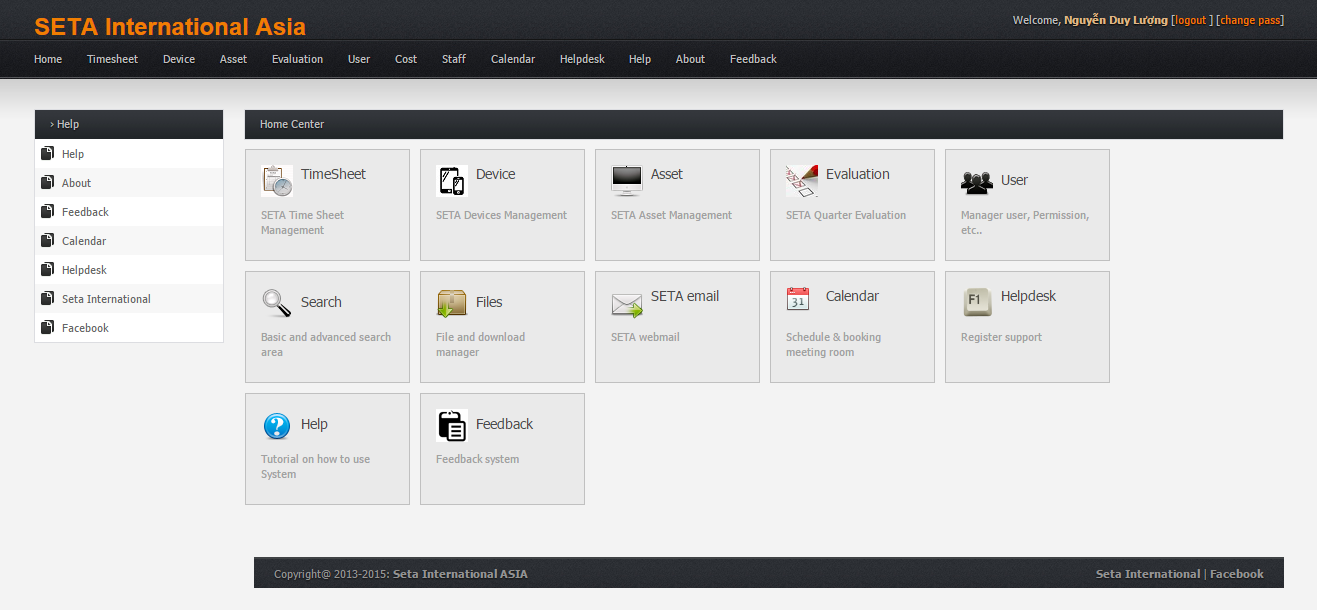 SETA International Asia
Welcome, Nguyễn Duy Lượng [logout ] [change pass]
Home Timesheet Device Asset Evaluation User Cost Staff Calendar Helpdesk Help About Feedback
› Help
Help
About
Feedback
Calendar
Helpdesk
Seta International
Facebook
Home Center
TimeSheet
SETA Time Sheet
Management
Device
SETA Devices Management
Asset
SETA Asset Management
Evaluation
SETA Quarter Evaluation
User
Manager user, Permission,
etc..
Search
Basic and advanced search
area
Files
File and download
manager
SETA email
SETA webmail
31
Calendar
Schedule & booking
meeting room
F1
Helpdesk
Register support
?
Help
Tutorial on how to use
System
Feedback
Feedback system
Copyright@ 2013-2015: Seta International ASIA
Seta International | Facebook